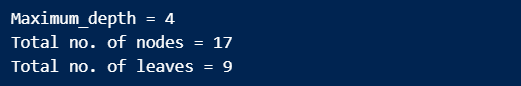 Maximum_depth = 4
Total no. of nodes = 17
Total no. of leaves = 9